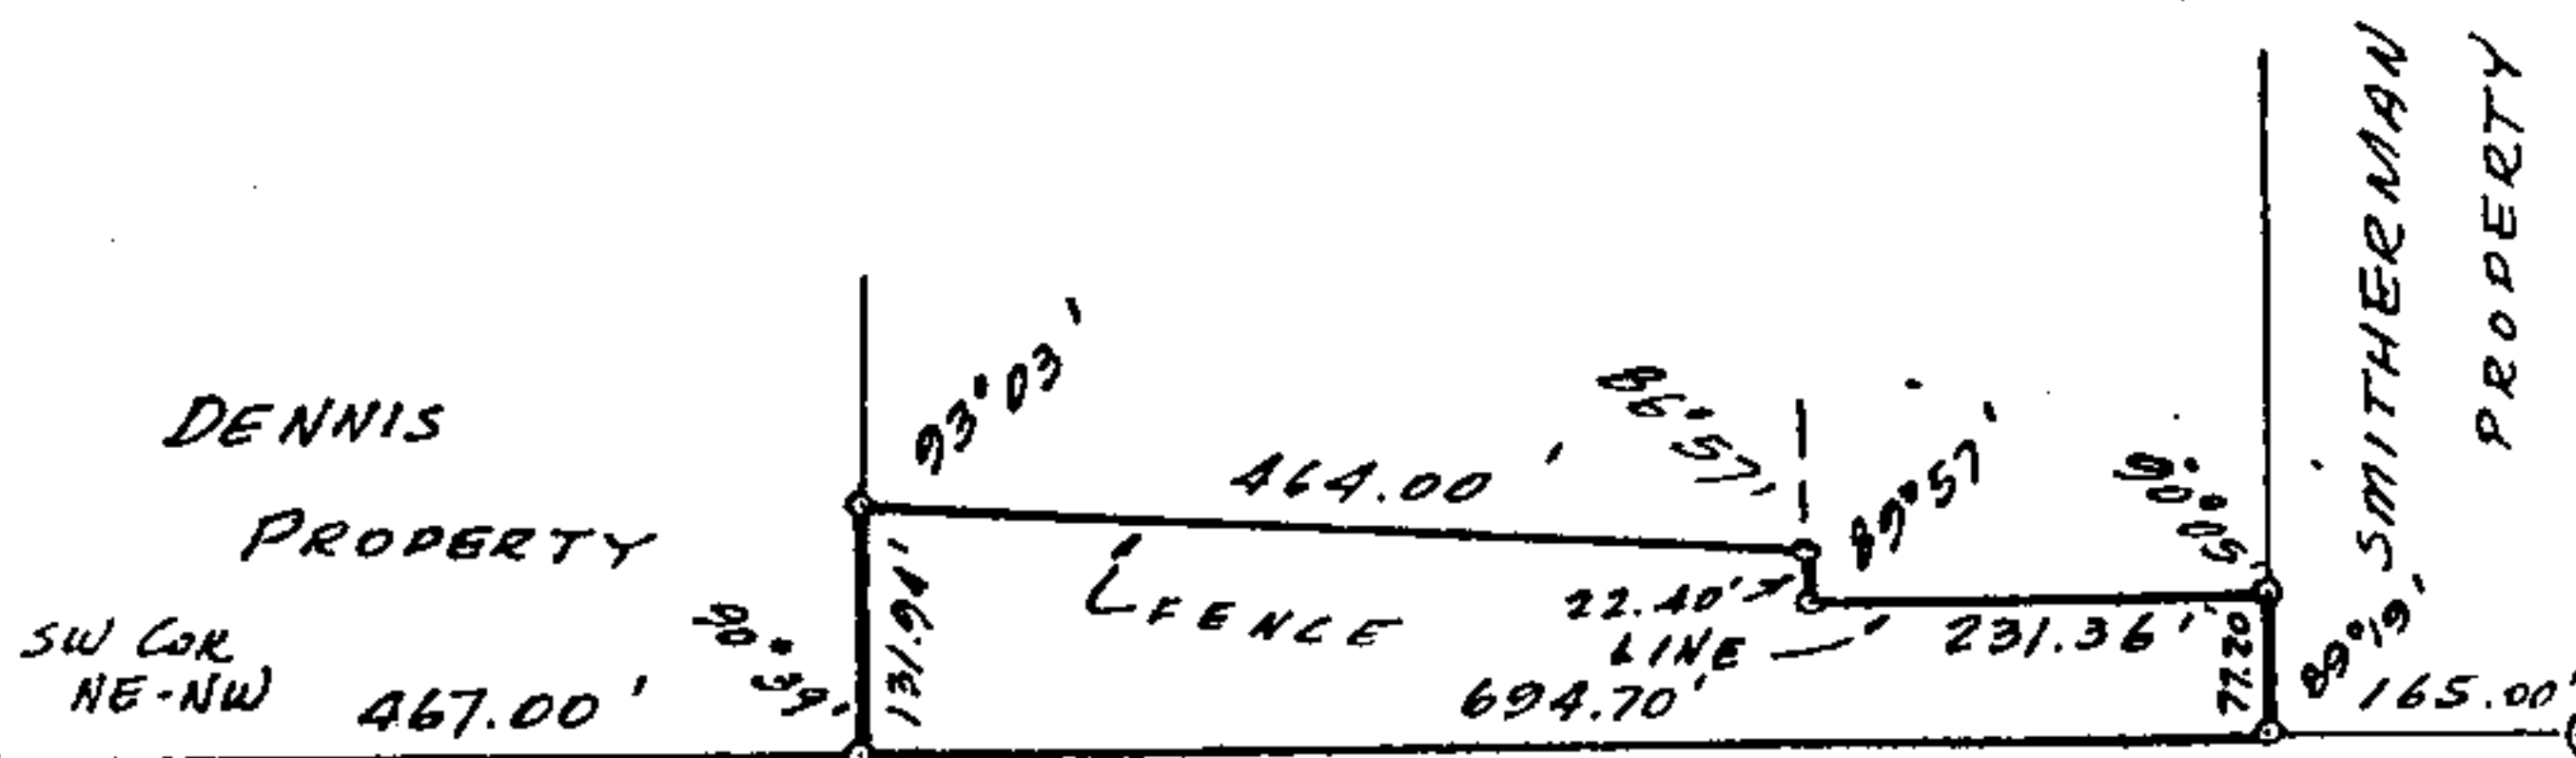 DENNIS
PROPERTY
SW COR
NE-NW
467.00'
90°39'
131.94'
93°03'
464.00'
FENCE
86°57'
89°57'
22.40'
LINE
231.36'
694.70'
90°05'
77.20
89°19'
165.00'
SMITHERMAN
PROPERTY